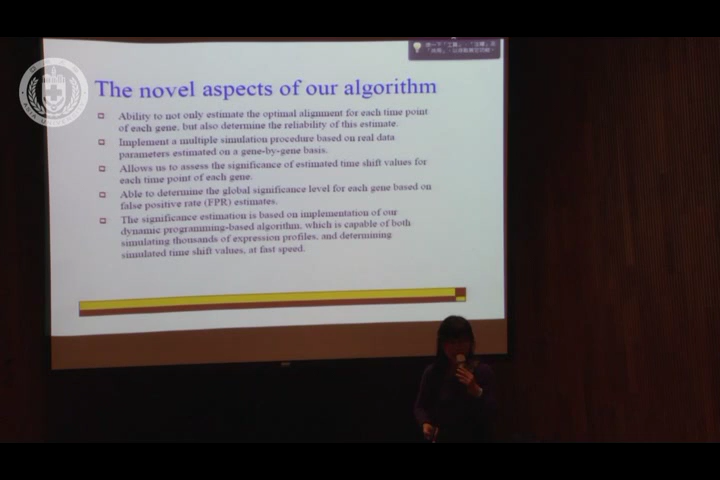 The novel aspects of our algorithm
Ability to not only estimate the optimal alignment for each time point
of each gene, but also determine the reliability of this estimate.
Implement a multiple simulation procedure based on real data
parameters estimated on a gene-by-gene basis.
Allows us to assess the significance of estimated time shift values for
each time point of each gene.
Able to determine the global significance level for each gene based on
false positive rate (FPR) estimates.
The significance estimation is based on implementation of our
dynamic programming-based algorithm, which is capable of both
simulating thousands of expression profiles, and determining
simulated time shift values, at fast speed.